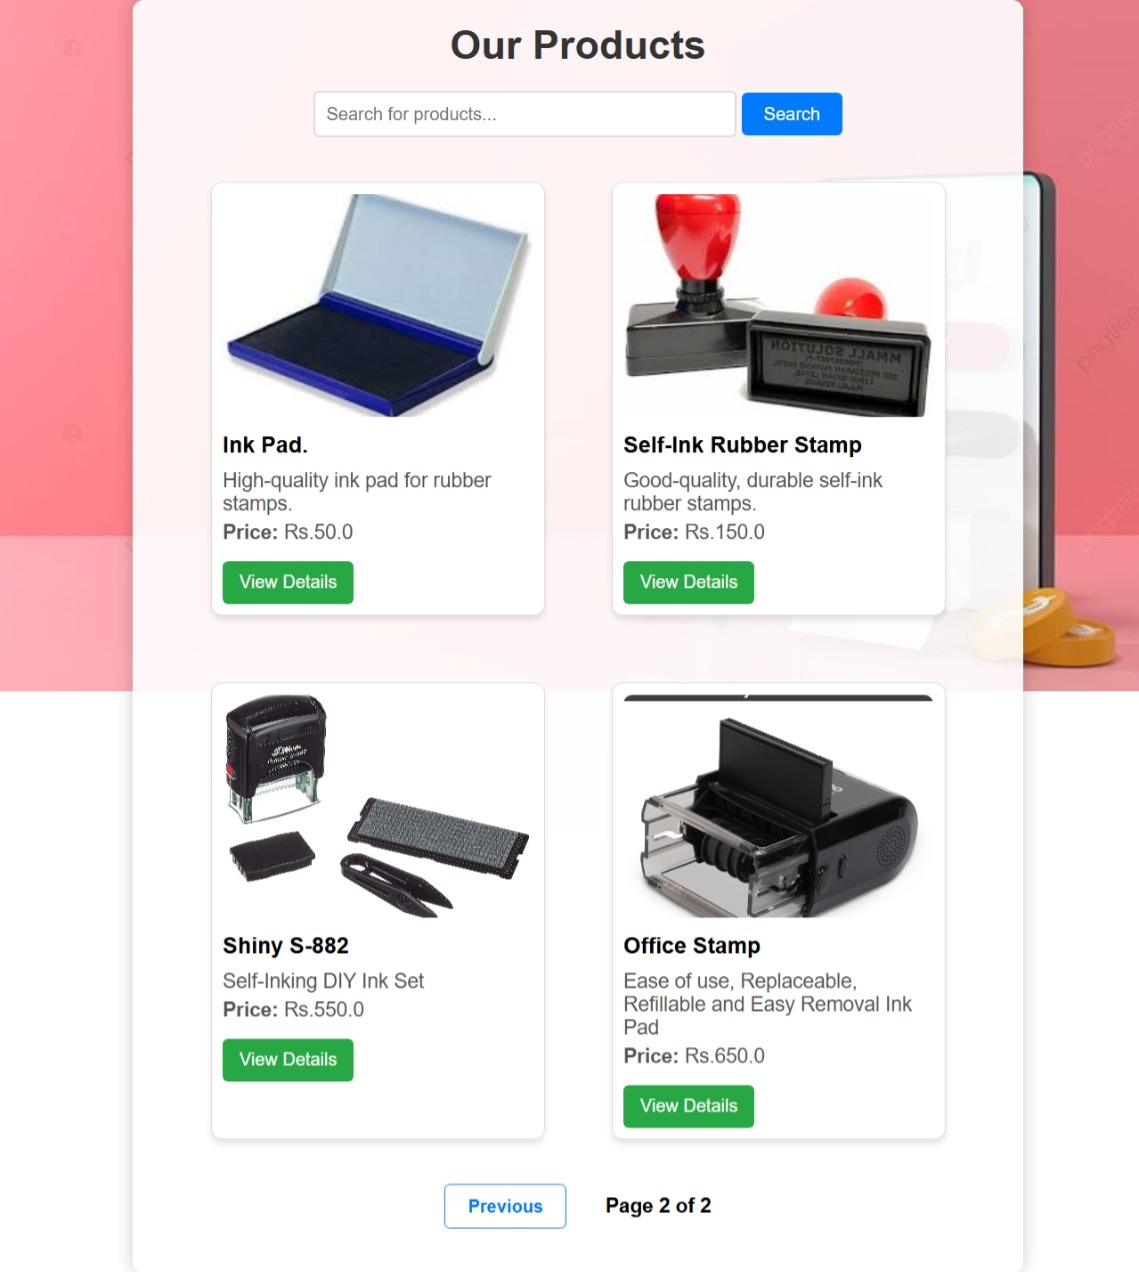 Our Products
Search for products...
Search
MMALL SOLUTION
Ink Pad.
High-quality ink pad for rubber
stamps.
Price: Rs.50.0
View Details
Self-Ink Rubber Stamp
Good-quality, durable self-ink
rubber stamps.
Price: Rs.150.0
View Details
Shiny S-882
Self-Inking DIY Ink Set
Price: Rs.550.0
View Details
Office Stamp
Ease of use, Replaceable,
Refillable and Easy Removal Ink
Pad
Price: Rs.650.0
View Details
Previous
Page 2 of 2